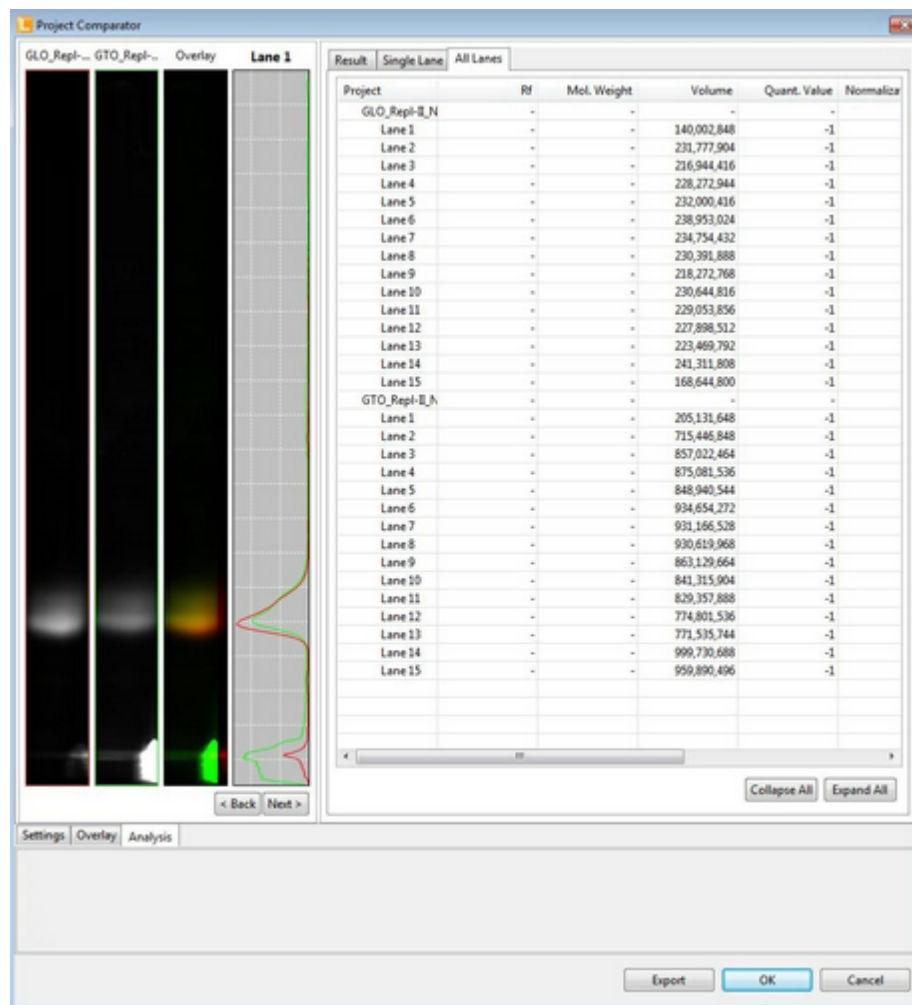 Project Comparator
GLO_Repl-... GTO_Repl-... Overlay Lane 1
Result Single Lane All Lanes
Project Rf Mol. Weight Volume Quant. Value Normaliza
GLO_Repl-II_N - - - -
Lane 1 - - 140,002,848 -1
Lane 2 - - 231,777,904 -1
Lane 3 - - 216,944,416 -1
Lane 4 - - 228,272,944 -1
Lane 5 - - 232,000,416 -1
Lane 6 - - 238,953,024 -1
Lane 7 - - 234,754,432 -1
Lane 8 - - 230,391,888 -1
Lane 9 - - 218,272,768 -1
Lane 10 - - 230,644,816 -1
Lane 11 - - 229,053,856 -1
Lane 12 - - 227,898,512 -1
Lane 13 - - 223,469,792 -1
Lane 14 - - 241,311,808 -1
Lane 15 - - 168,644,800 -1
GTO_Repl-II_N - - - -
Lane 1 - - 205,131,648 -1
Lane 2 - - 715,446,848 -1
Lane 3 - - 857,022,464 -1
Lane 4 - - 875,081,536 -1
Lane 5 - - 848,940,544 -1
Lane 6 - - 934,654,272 -1
Lane 7 - - 931,166,528 -1
Lane 8 - - 930,619,968 -1
Lane 9 - - 863,129,664 -1
Lane 10 - - 841,315,904 -1
Lane 11 - - 829,357,888 -1
Lane 12 - - 774,801,536 -1
Lane 13 - - 771,535,744 -1
Lane 14 - - 999,730,688 -1
Lane 15 - - 959,890,496 -1
Collapse All Expand All
< Back Next >
Settings Overlay Analysis
Export OK Cancel